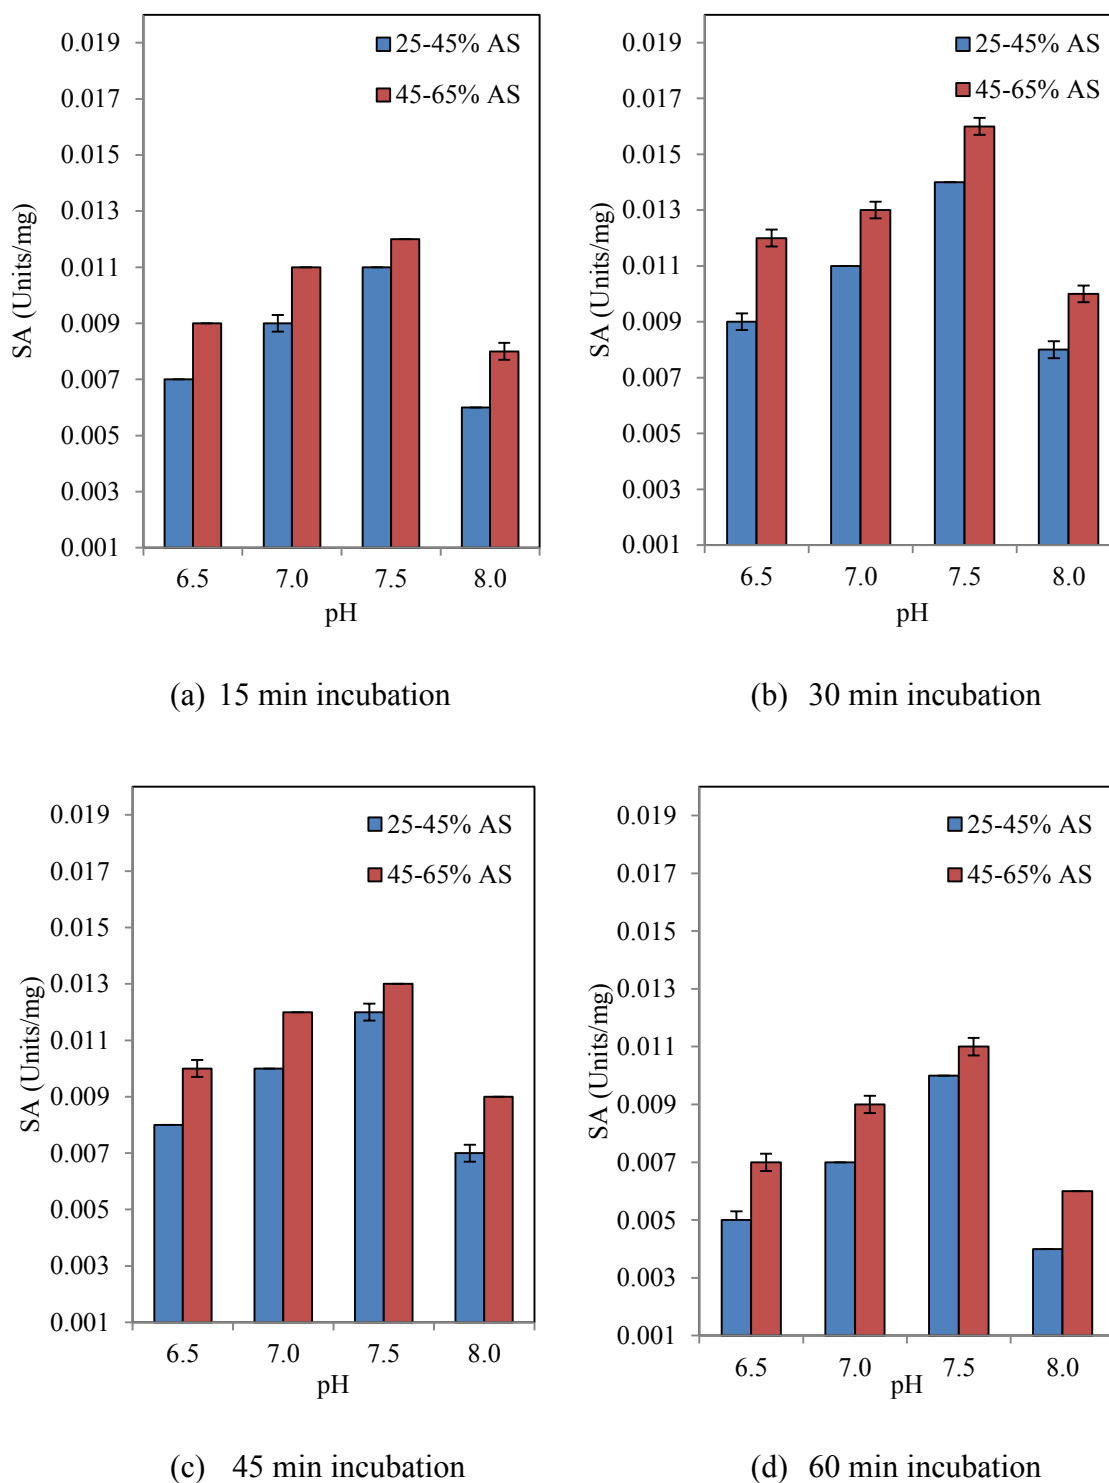 0.019
0.017
0.015
0.013
0.011
0.009
0.007
0.005
0.003
0.001
SA (Units/mg)
25-45% AS
45-65% AS
6.5 7.0 7.5 8.0
pH
(a) 15 min incubation
0.019
0.017
0.015
0.013
0.011
0.009
0.007
0.005
0.003
0.001
SA (Units/mg)
25-45% AS
45-65% AS
6.5 7.0 7.5 8.0
pH
(b) 30 min incubation
0.019
0.017
0.015
0.013
0.011
0.009
0.007
0.005
0.003
0.001
SA (Units/mg)
25-45% AS
45-65% AS
6.5 7.0 7.5 8.0
pH
(c) 45 min incubation
0.019
0.017
0.015
0.013
0.011
0.009
0.007
0.005
0.003
0.001
SA (Units/mg)
25-45% AS
45-65% AS
6.5 7.0 7.5 8.0
pH
(d) 60 min incubation